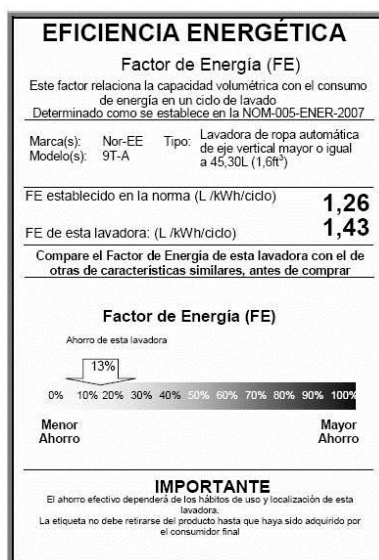 EFICIENCIA ENERGÉTICA
Factor de Energía (FE)
Este factor relaciona la capacidad volumétrica con el consumo
de energía en un ciclo de lavado
Determinado como se establece en la NOM-005-ENER-2007
Marca(s): Nor-EE Tipo: Lavadora de ropa automática
Modelo(s): 9T-A de eje vertical mayor o igual
a 45,30L (1,6ft³)
FE establecido en la norma (L /kWh/ciclo) 1,26
FE de esta lavadora: (L /kWh/ciclo) 1,43
Compare el Factor de Energia de esta lavadora con el de
otras de características similares, antes de comprar
Factor de Energía (FE)
Ahorro de esta lavadora
13%
0% 10% 20% 30% 40% 50% 60% 70% 80% 90% 100%
Menor Mayor
Ahorro Ahorro
IMPORTANTE
El ahorro efectivo dependerá de los hábitos de uso y localización de esta
lavadora.
La etiqueta no debe retirarse del producto hasta que haya sido adquirido por
el consumidor final